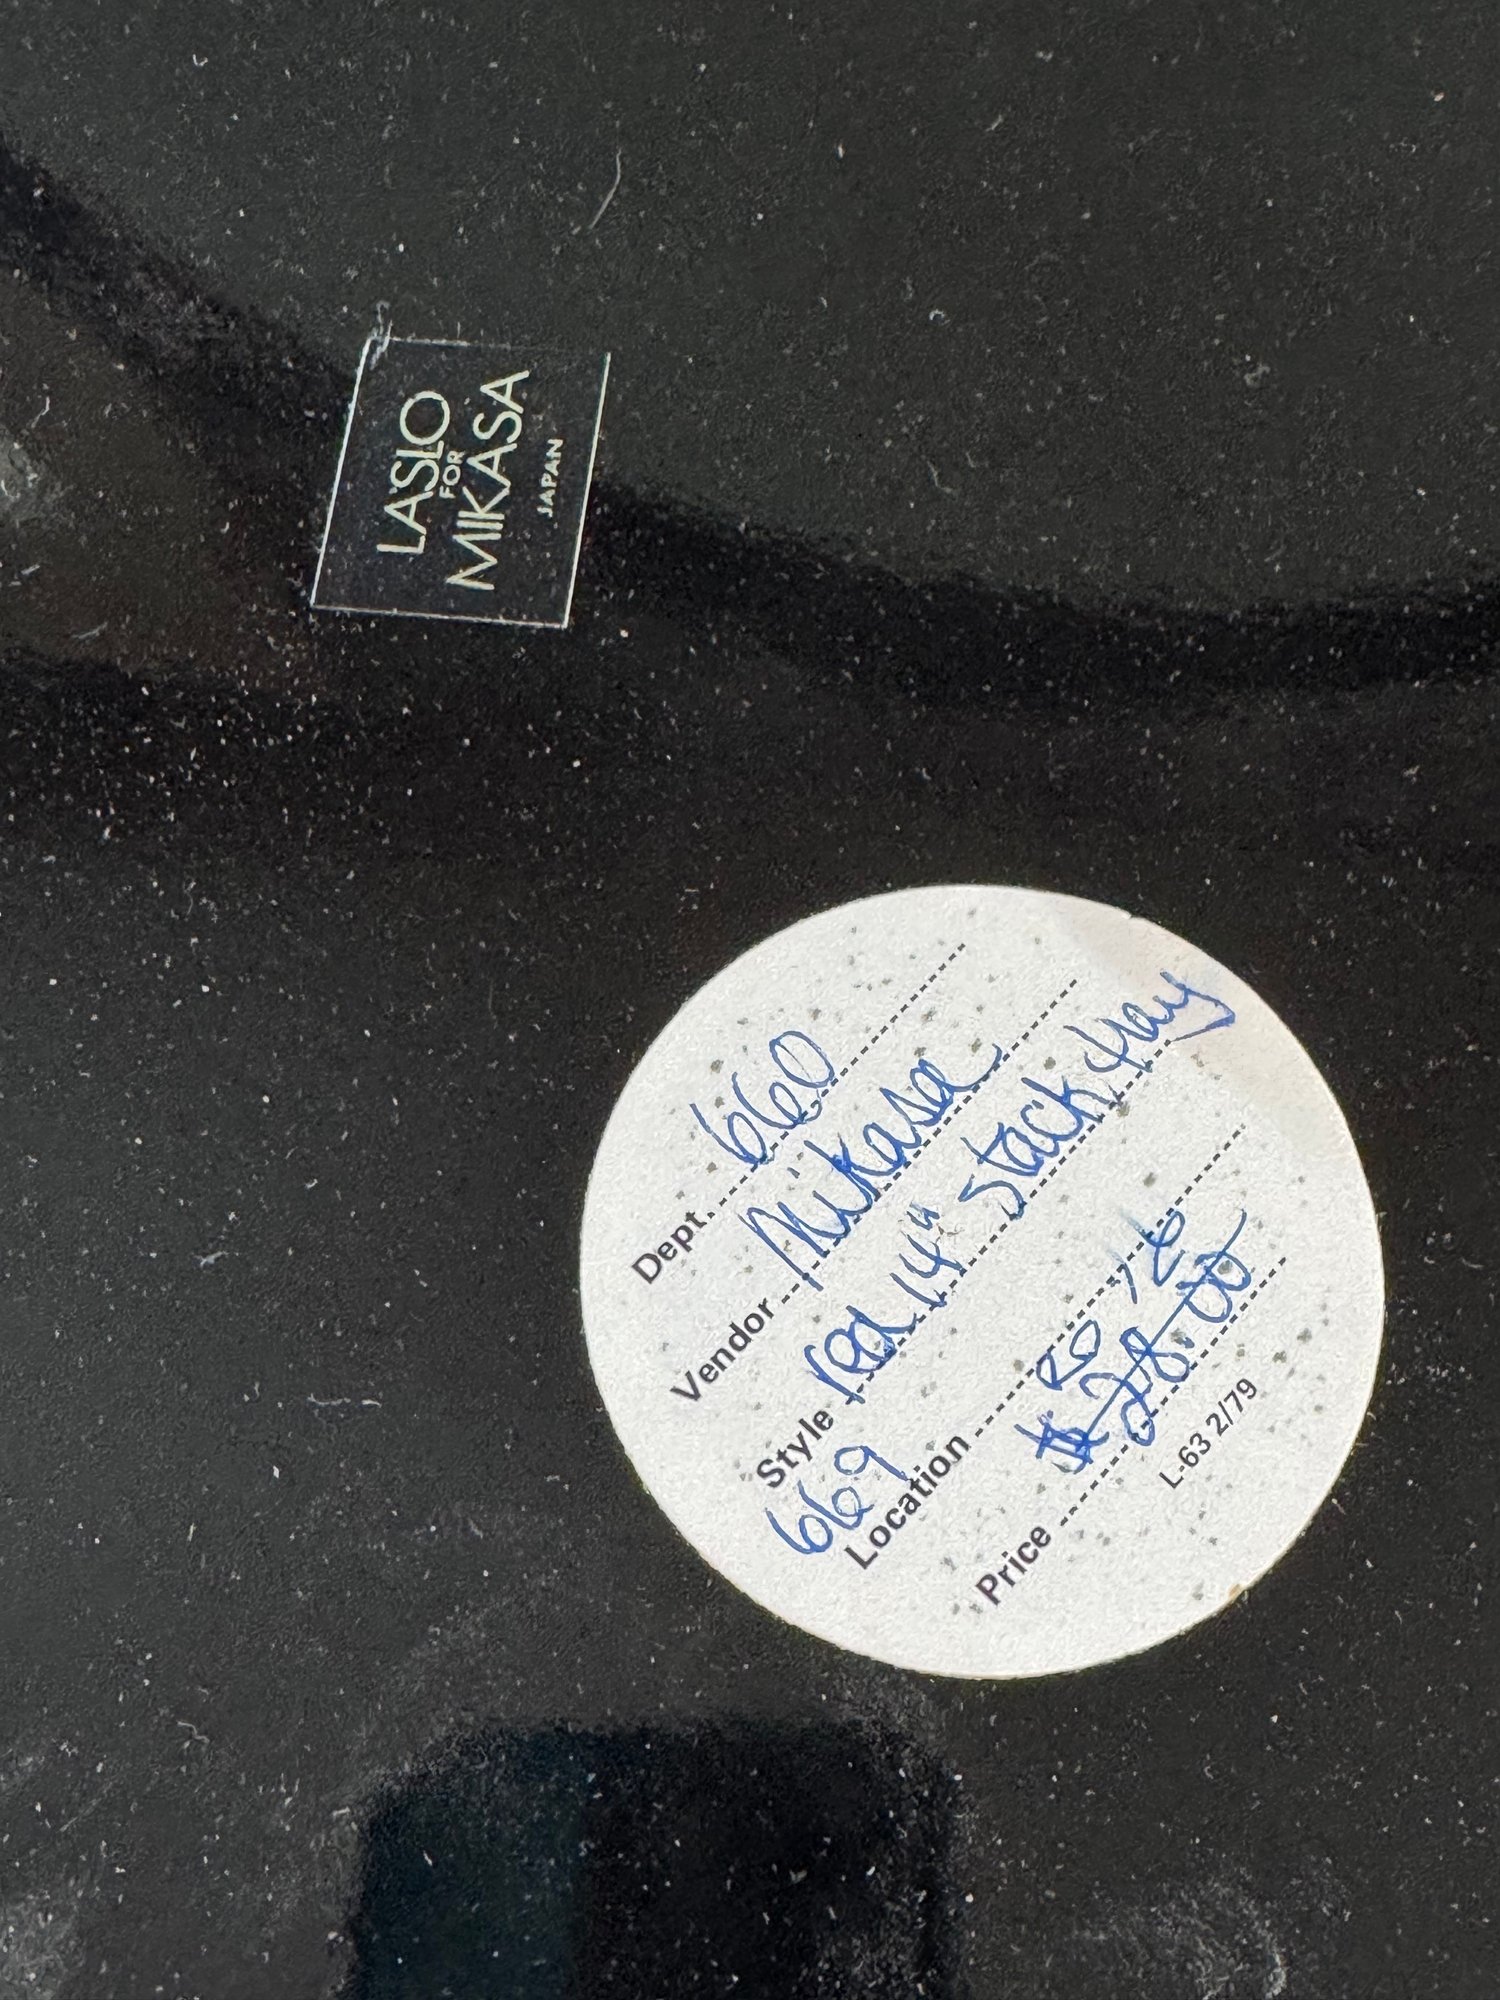 LASLO
FOR
MIKASA
JAPAN
Dept. 660
Vendor Mikasa
Style red 14" stack tray
669
Location 20
Price $28.00
L-63 2/79